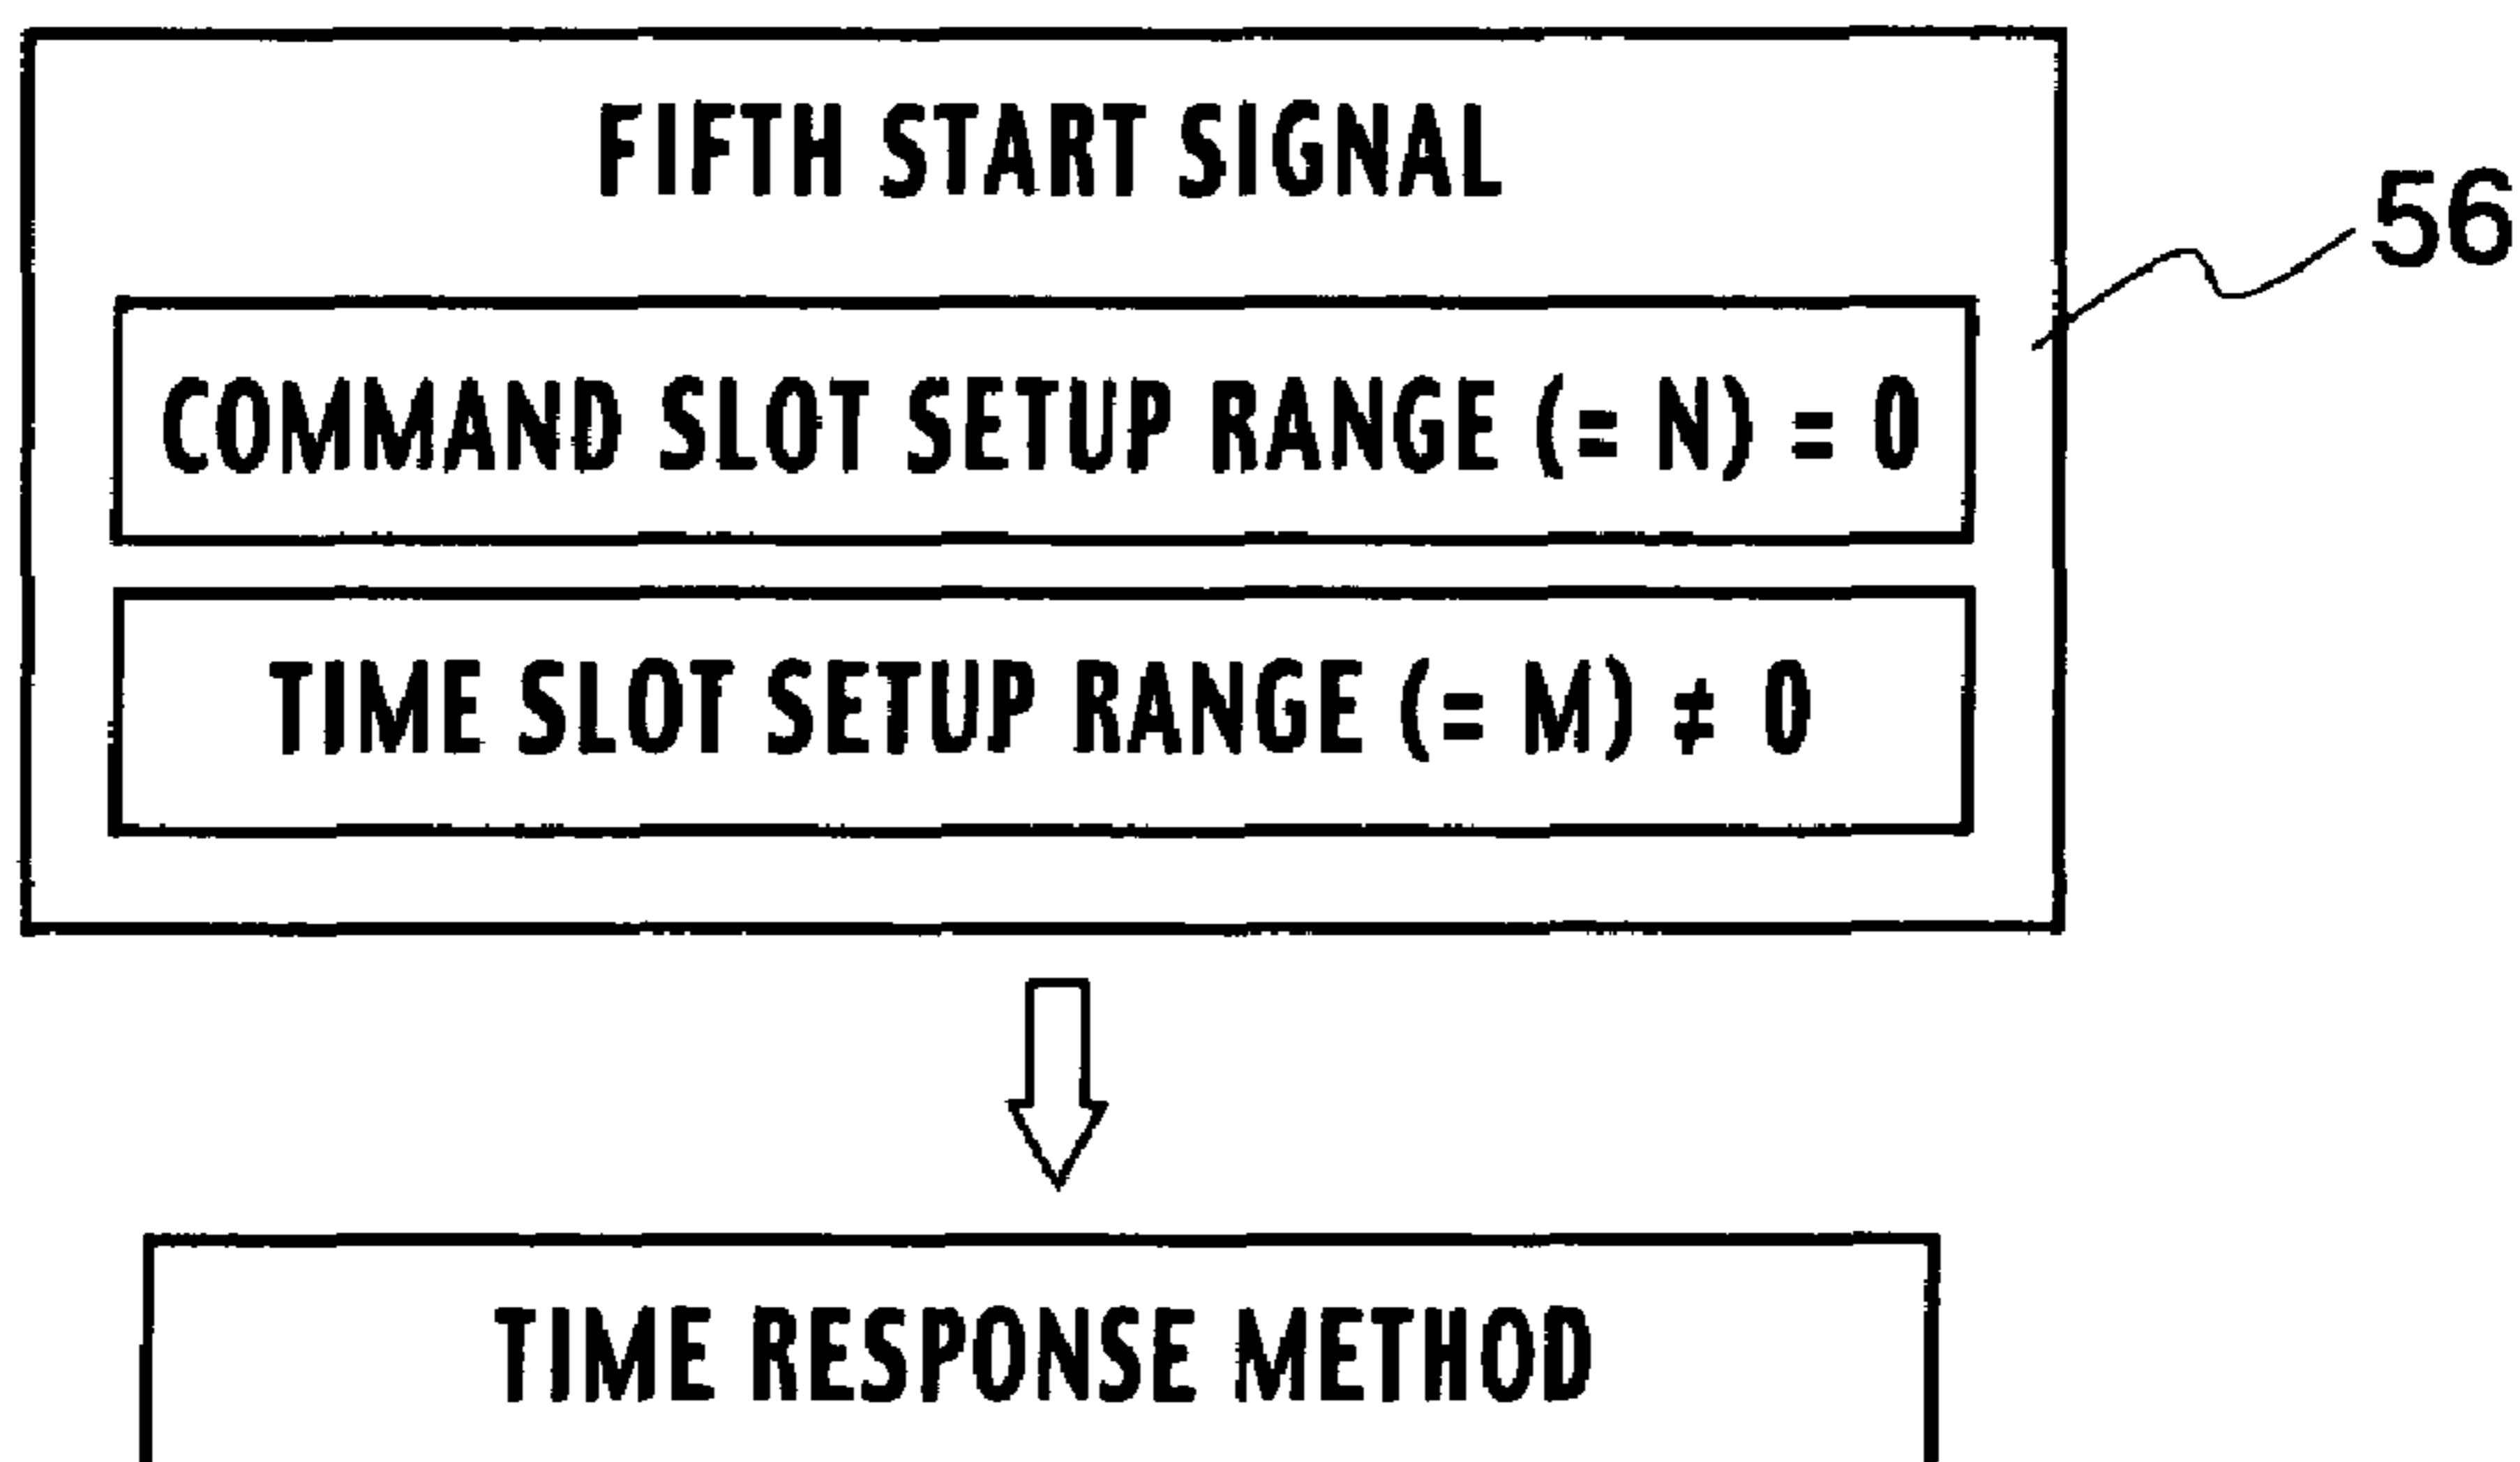 FIFTH START SIGNAL
56
COMMAND SLOT SETUP RANGE (= N) = 0
TIME SLOT SETUP RANGE (= M) ≠ 0
TIME RESPONSE METHOD